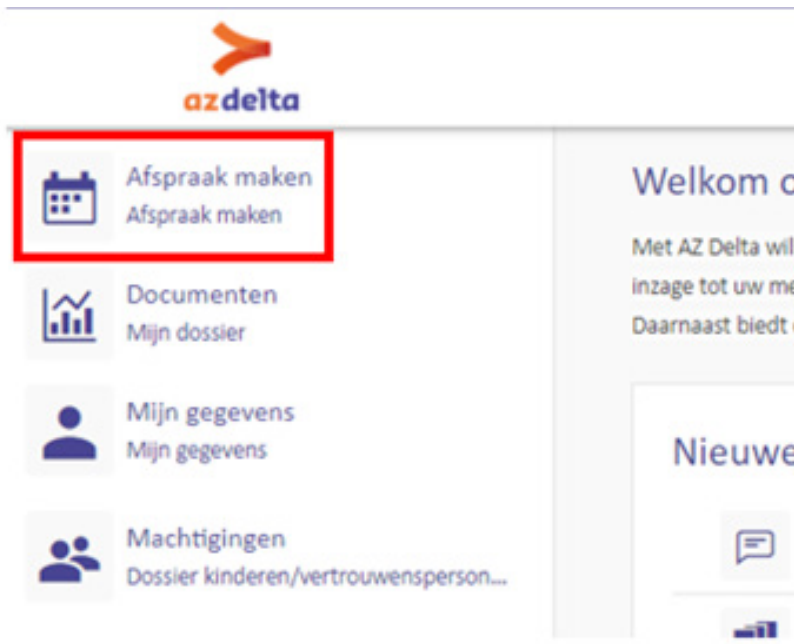 azdelta
Afspraak maken
Afspraak maken
Documenten
Mijn dossier
Mijn gegevens
Mijn gegevens
Machtigingen
Dossier kinderen/vertrouwensperson...
Welkom
Met AZ Delta wil
inzage tot uw me
Daarnaast biedt
Nieuwe